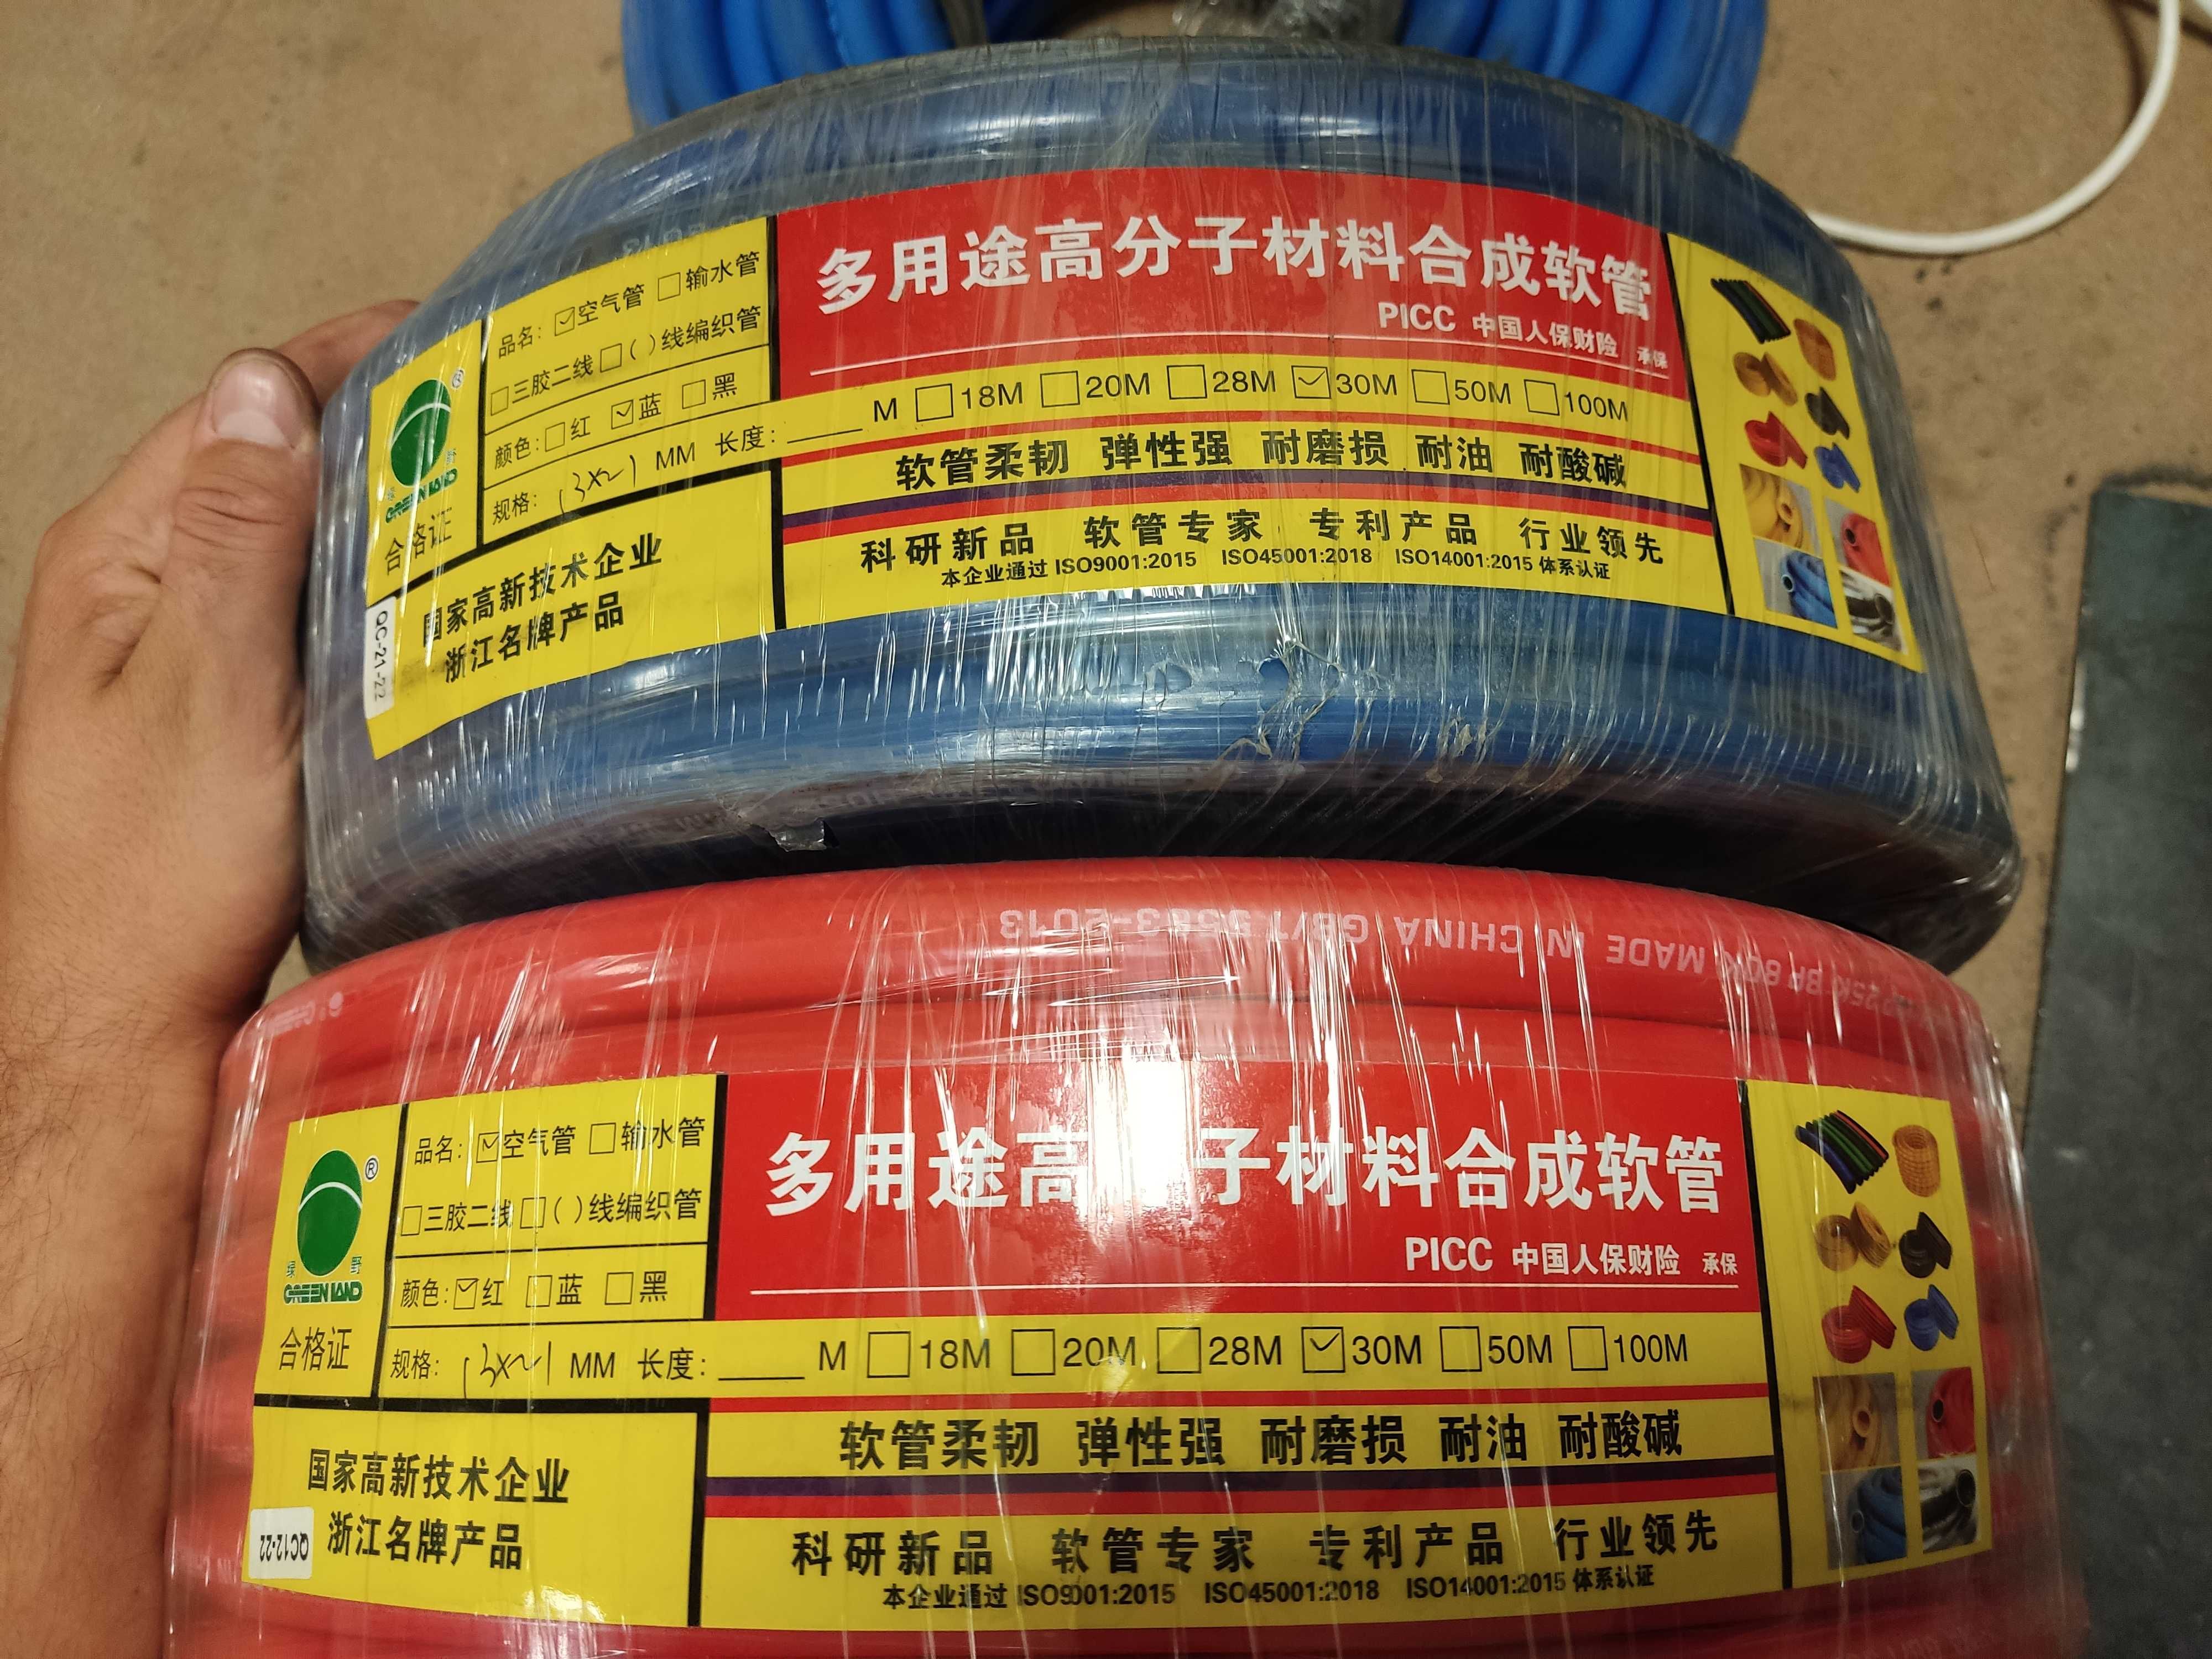 多用途高分子材料合成软管
PICC 中国人保财险 承保
品名: ☑空气管 □输水管
□三胶二线 □( )线编织管
颜色: □红 ☑蓝 □黑
规格: 13×21 MM 长度: ____ M □18M □20M □28M ☑30M □50M □100M
®
绿 野
GREEN LAND
合格证
软管柔韧 弹性强 耐磨损 耐油 耐酸碱
国家高新技术企业
浙江名牌产品
科研新品 软管专家 专利产品 行业领先
本企业通过 ISO9001:2015 ISO45001:2018 ISO14001:2015 体系认证
QC-21-22
25K BP 80K MADE IN CHINA GB/T 5563-2013
多用途高分子材料合成软管
PICC 中国人保财险 承保
品名: ☑空气管 □输水管
□三胶二线 □( )线编织管
颜色: ☑红 □蓝 □黑
规格: 13×21 MM 长度: ____ M □18M □20M □28M ☑30M □50M □100M
®
绿 野
GREEN LAND
合格证
软管柔韧 弹性强 耐磨损 耐油 耐酸碱
国家高新技术企业
浙江名牌产品
科研新品 软管专家 专利产品 行业领先
本企业通过 ISO9001:2015 ISO45001:2018 ISO14001:2015 体系认证
QC12-22